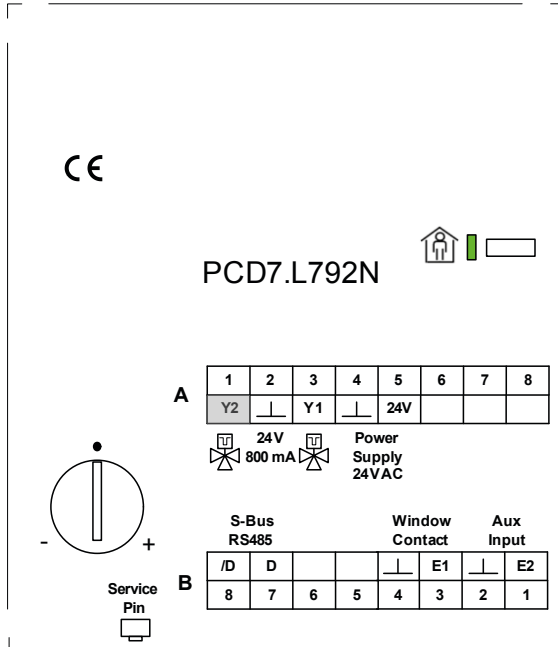 CE
PCD7.L792N
A
1 2 3 4 5 6 7 8
Y2 ⊥ Y1 ⊥ 24V
24V
800 mA
Power
Supply
24VAC
- +
S-Bus
RS485
Window
Contact
Aux
Input
B
/D D ⊥ E1 ⊥ E2
8 7 6 5 4 3 2 1
Service
Pin